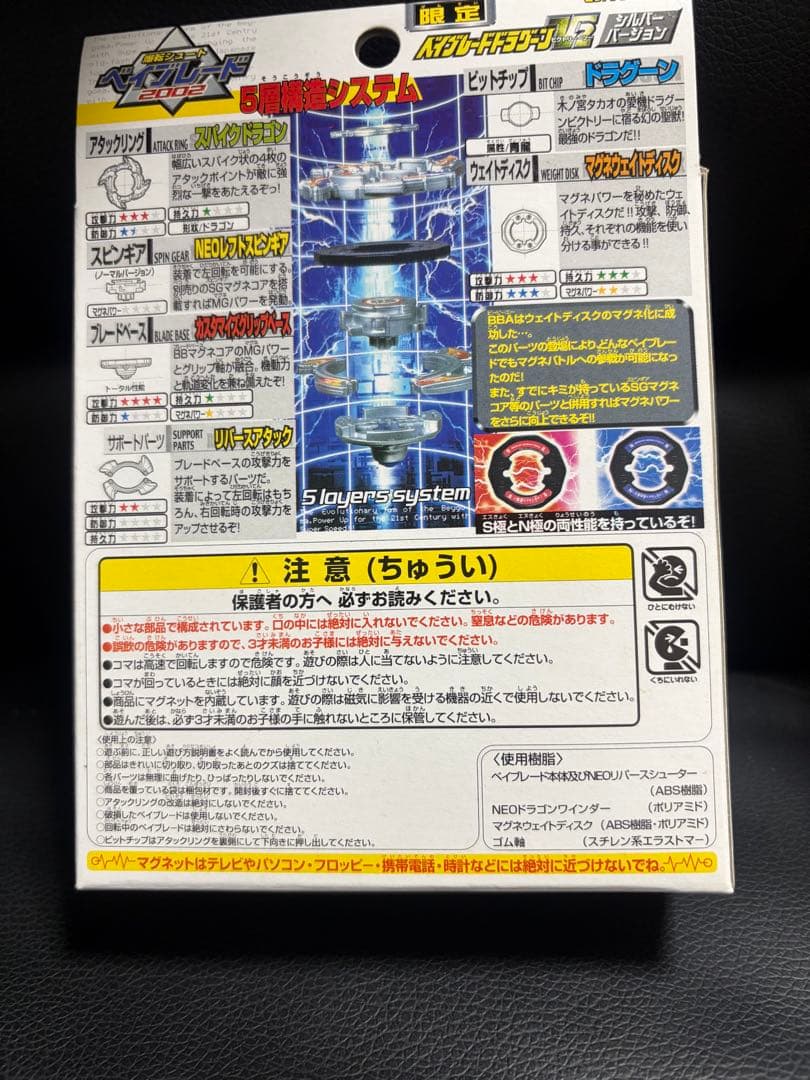 限定
爆転シュート
ベイブレード
2002
ベイブレードドラグーン
シルバー
バージョン
5層構造システム
アタックリング ATTACK RING スパイクドラゴン
幅広いスパイク状の4枚の
アタックポイントが敵に強
烈な一撃をあたえるぞっ!
攻撃力★★★★★
持久力★★★★★
防御力
形状/ドラゴン
スピンギア SPIN GEAR NEOレフトスピンギア
(ノーマルバージョン)
装着で左回転を可能にする。
別売りのSGマグネコアを搭
載すればMGパワーを発動。
マグネパワー
ブレードベース BLADE BASE カスタマイズグリップベース
BBマグネコアのMGパワー
とグリップ軸が融合。機動力
と軌道変化を兼ね備えたぞ!
トータル性能
攻撃力★★★★★
持久力★★★★★
防御力★★★★★
マグネパワー
サポートパーツ SUPPORT PARTS リバースアタック
ブレードベースの攻撃力を
サポートするパーツだ。
装着によって左回転はもち
ろん、右回転時の攻撃力を
アップさせるぞ!
攻撃力★★★★★
持久力
防御力
ビットチップ BIT CHIP ドラグーン
木ノ宮タカオの愛機ドラグー
ンビクトリーに宿る幻の聖獣!
最強のドラゴンだ!!
属性/青龍
ウェイトディスク WEIGHT DISK マグネウェイトディスク
マグネパワーを秘めたウェ
イトディスクだ!!攻撃、防御、
持久、それぞれの機能を使い
分ける事ができる!!
攻撃力★★★★★
持久力★★★★★
防御力★★★★★
マグネパワー
BBAはウェイトディスクのマグネ化に成
功した…。
このパーツの登場により、どんなベイブレー
ドでもマグネバトルへの参戦が可能になっ
たのだ!
また、すでにキミが持っているSGマグネ
コア等のパーツと併用すればマグネパワー
をさらに向上できるぞ!!
S極とN極の両性能を持っているぞ!
5 layers system
The Evolutionary form of the Beygo
ma.Power Up for the 21st Century with
Super Speed!!
注意(ちゅうい)
保護者の方へ 必ずお読みください。
●小さな部品で構成されています。口の中には絶対に入れないでください。窒息などの危険があります。
●誤飲の危険がありますので、3才未満のお子様には絶対に与えないでください。
●コマは高速で回転しますので危険です。遊びの際は人に当てないように注意してください。
●コマが回っているときには絶対に顔を近づけないでください。
●商品にマグネットを内蔵しています。遊びの際は磁気に影響を受ける機器の近くで使用しないでください。
●遊んだ後は、必ず3才未満のお子様の手に触れないところに保管してください。
ひとにむけない
くちにいれない
〈使用上の注意〉
○遊ぶ前に、正しい遊び方説明書をよく読んでから使用してください。
○部品はきれいに切り取り、切り取ったあとのクズは捨ててください。
○各パーツは無理に曲げたり、ひっぱったりしないでください。
○商品を覆っている袋は梱包材です。開封後すぐに捨ててください。
○アタックリングの改造は絶対にしないでください。
○破損したベイブレードは使用しないでください。
○回転中のベイブレードは絶対にさわらないでください。
○ビットチップはアタックリングを裏側にして下向きに押し出してください。
〈使用樹脂〉
ベイブレード本体及びNEOリバースシューター
(ABS樹脂)
NEOドラゴンワインダー (ポリアミド)
マグネウェイトディスク (ABS樹脂・ポリアミド)
ゴム軸 (スチレン系エラストマー)
マグネットはテレビやパソコン・フロッピー・携帯電話・時計などには絶対に近づけないでね。